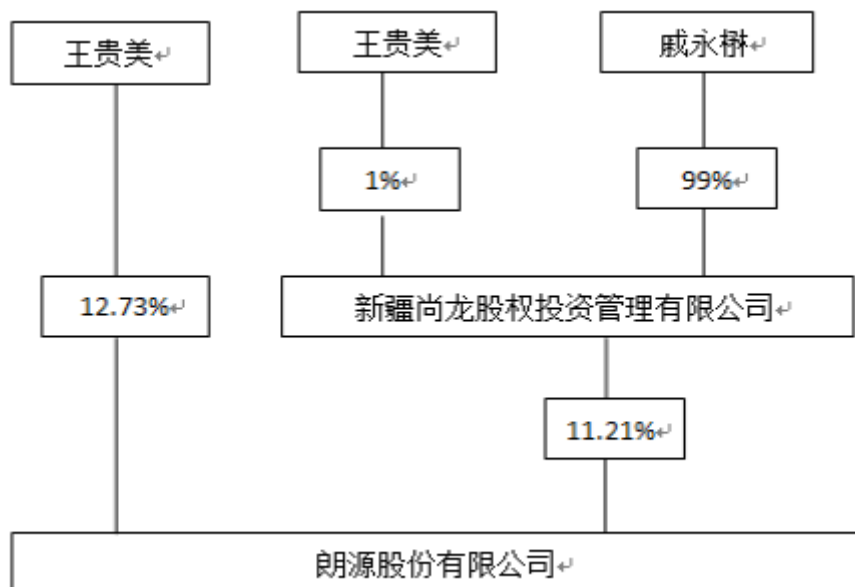 王贵美
王贵美
戚永楙
1%
99%
12.73%
新疆尚龙股权投资管理有限公司
11.21%
朗源股份有限公司